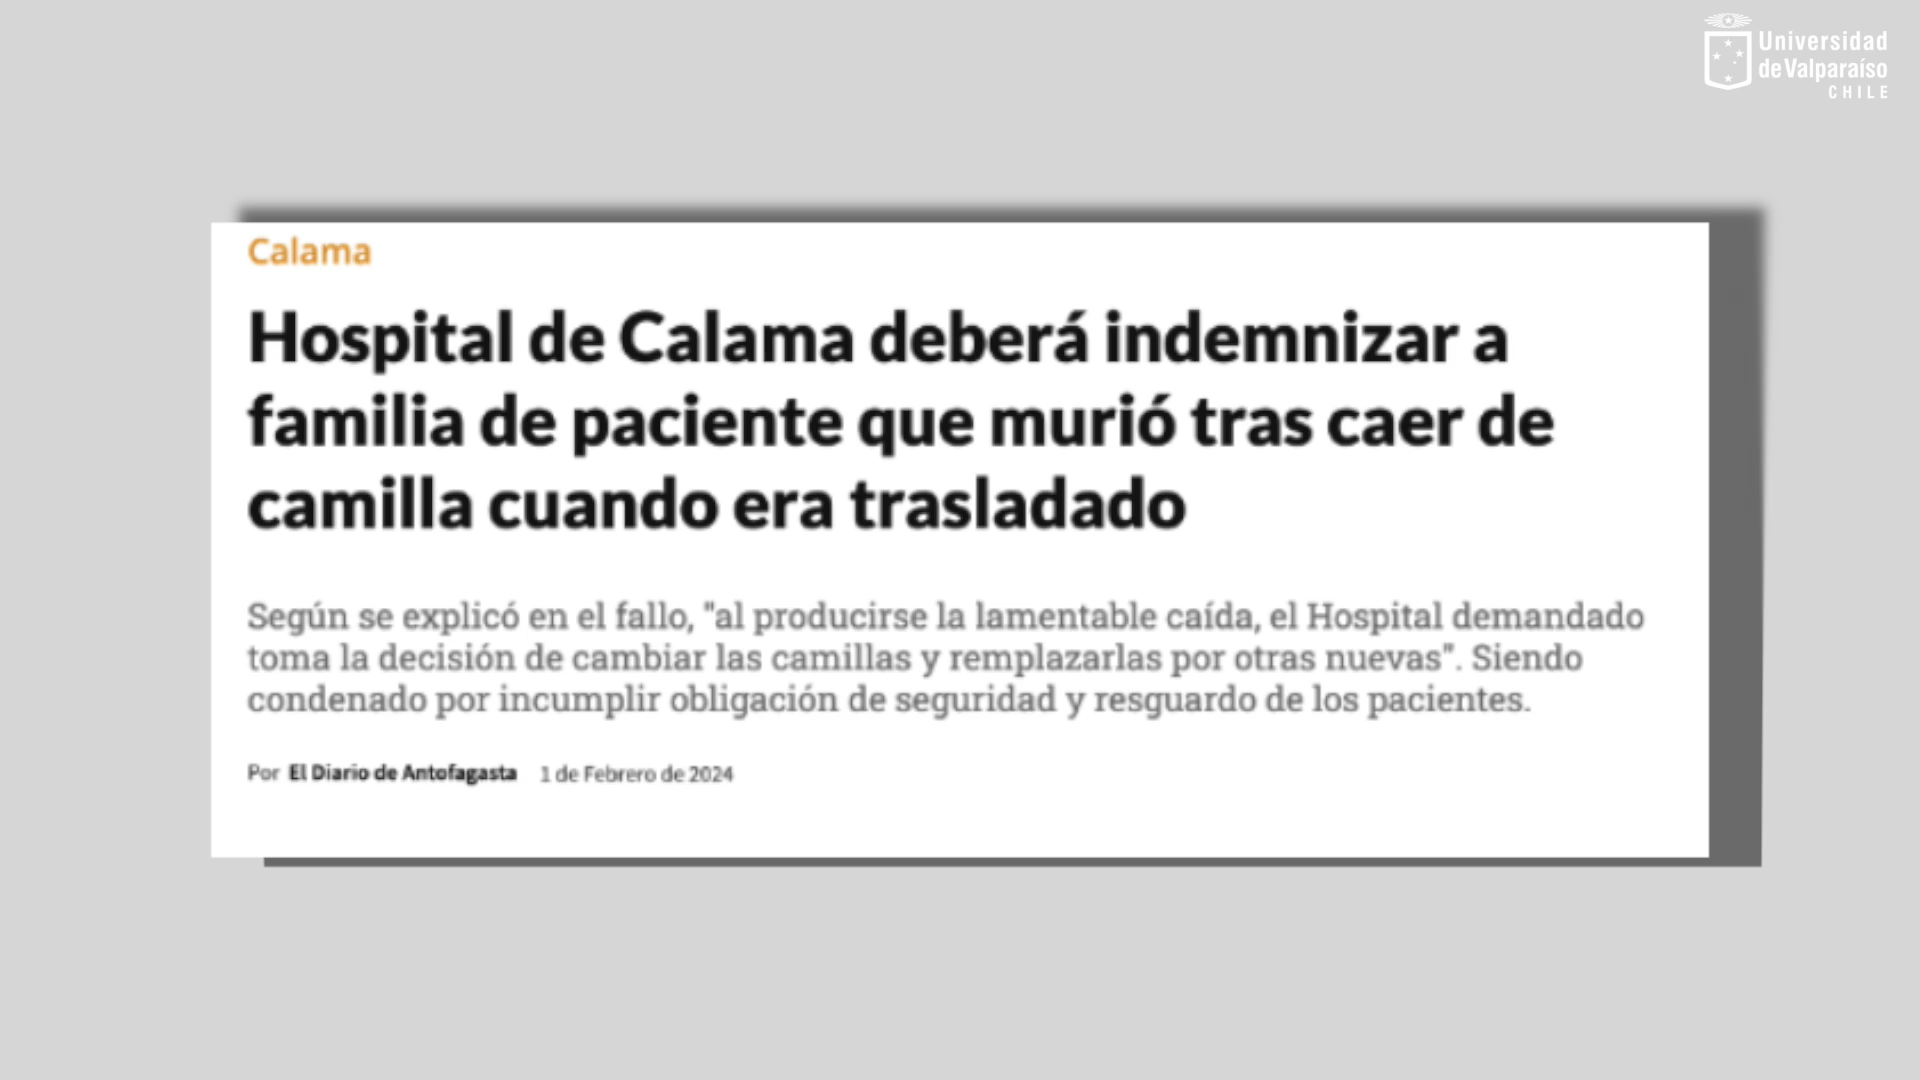 Universidad
de Valparaíso
CHILE
Calama
Hospital de Calama deberá indemnizar a
familia de paciente que murió tras caer de
camilla cuando era trasladado
Según se explicó en el fallo, "al producirse la lamentable caída, el Hospital demandado
toma la decisión de cambiar las camillas y remplazarlas por otras nuevas". Siendo
condenado por incumplir obligación de seguridad y resguardo de los pacientes.
Por El Diario de Antofagasta 1 de Febrero de 2024